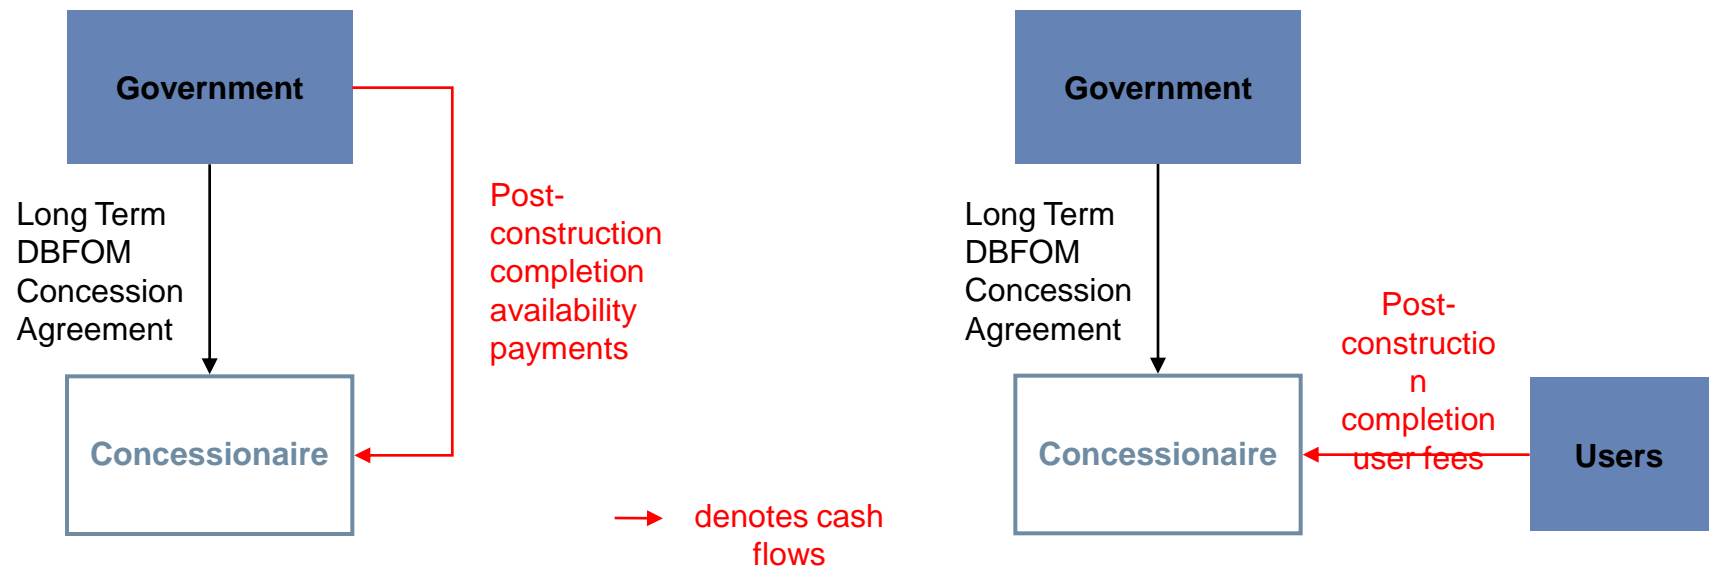 Government
Long Term
DBFOM
Concession
Agreement
Post-
construction
completion
availability
payments
Concessionaire
denotes cash
flows
Government
Long Term
DBFOM
Concession
Agreement
Post-
constructio
n
completion
user fees
Concessionaire
Users